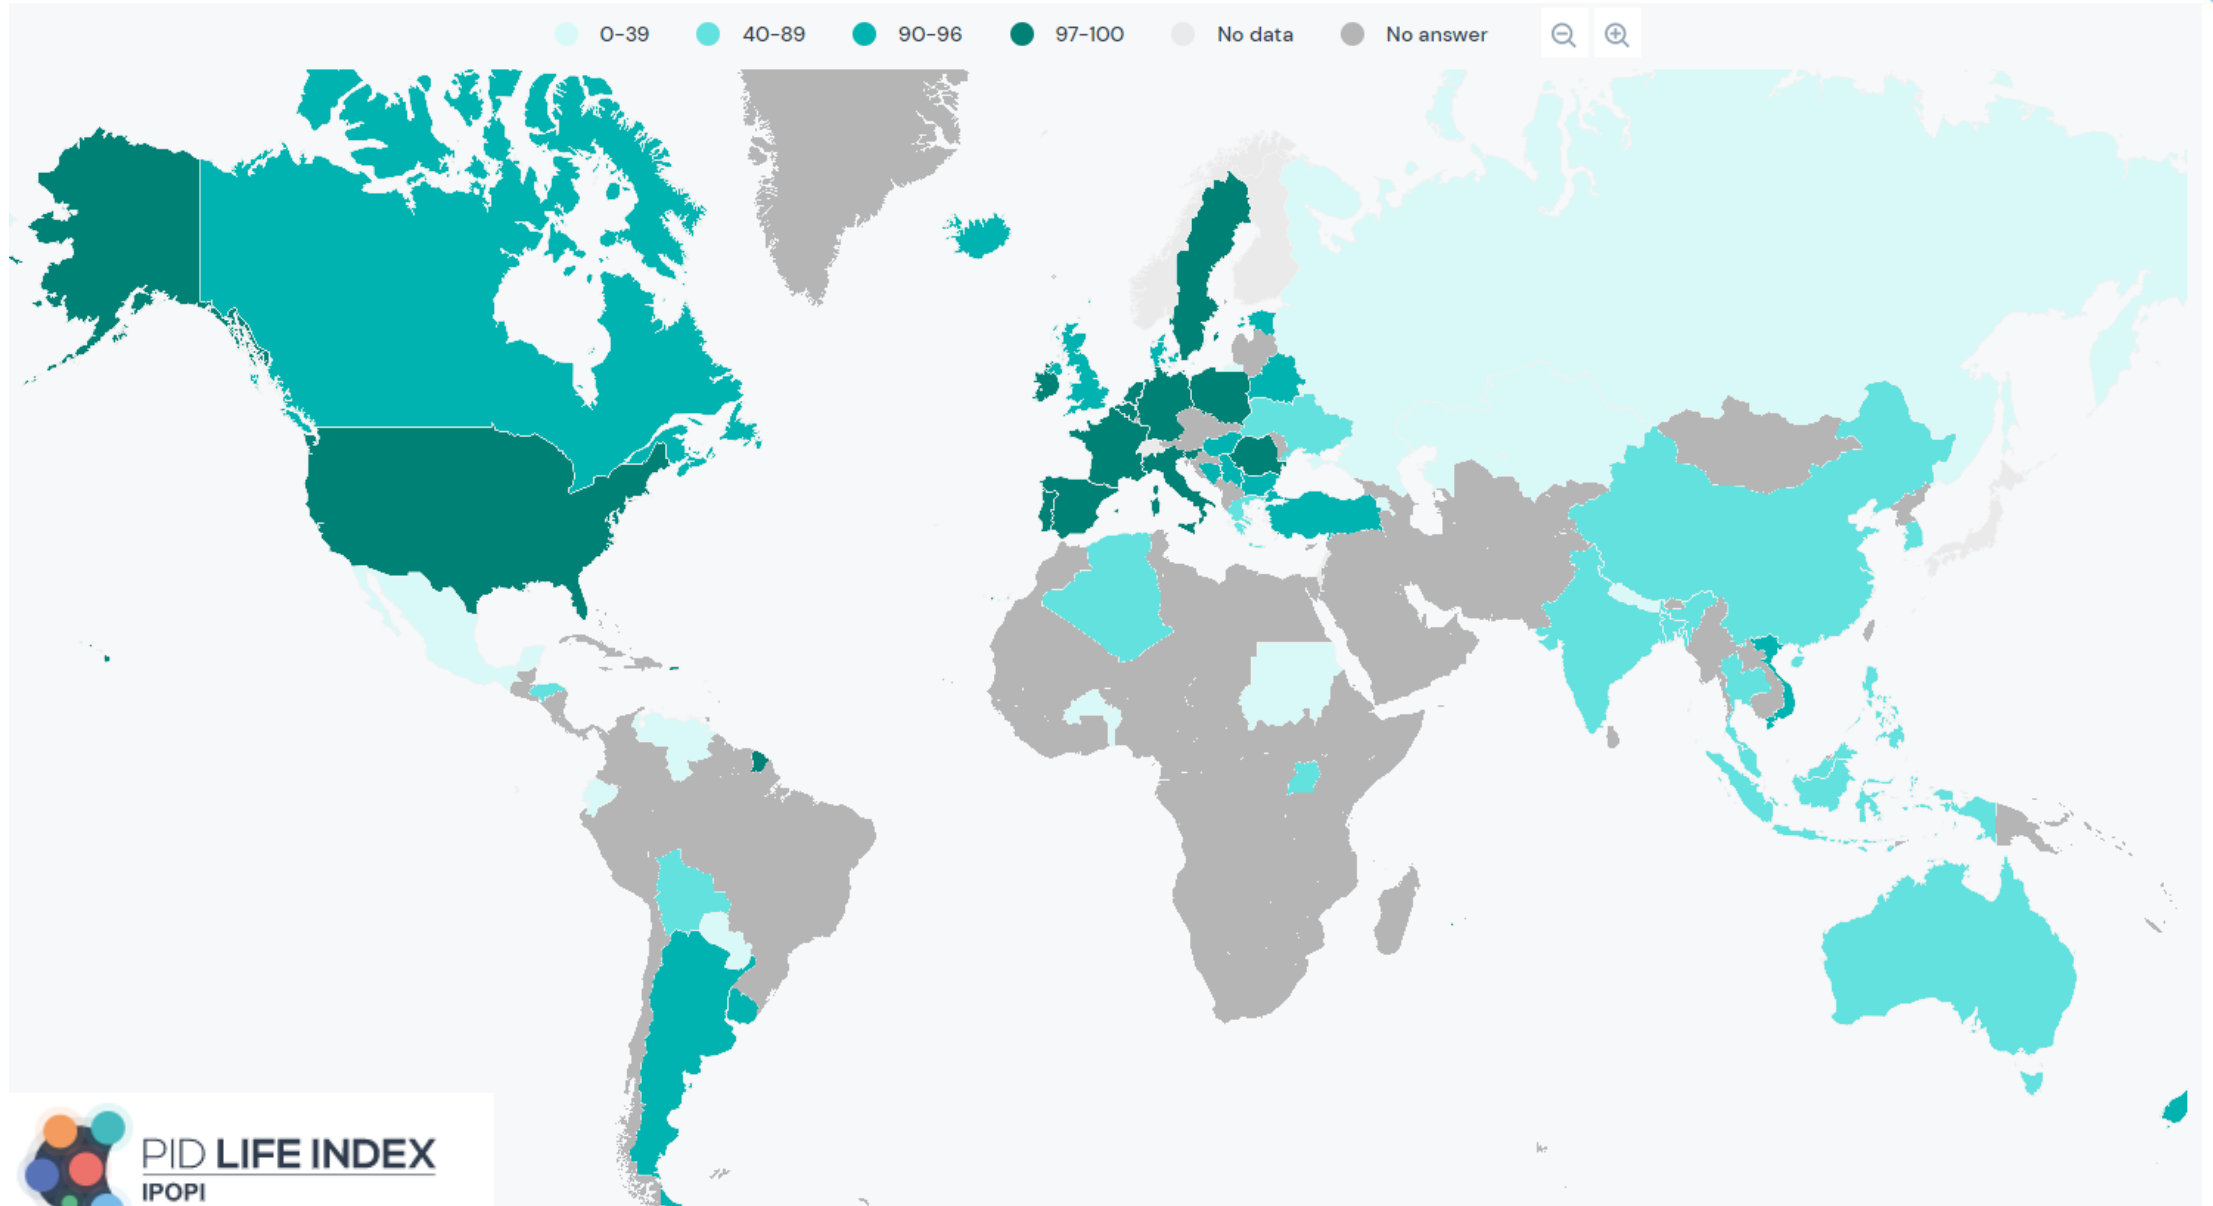 0-39 40-89 90-96 97-100 No data No answer
PID LIFE INDEX
IPOPI